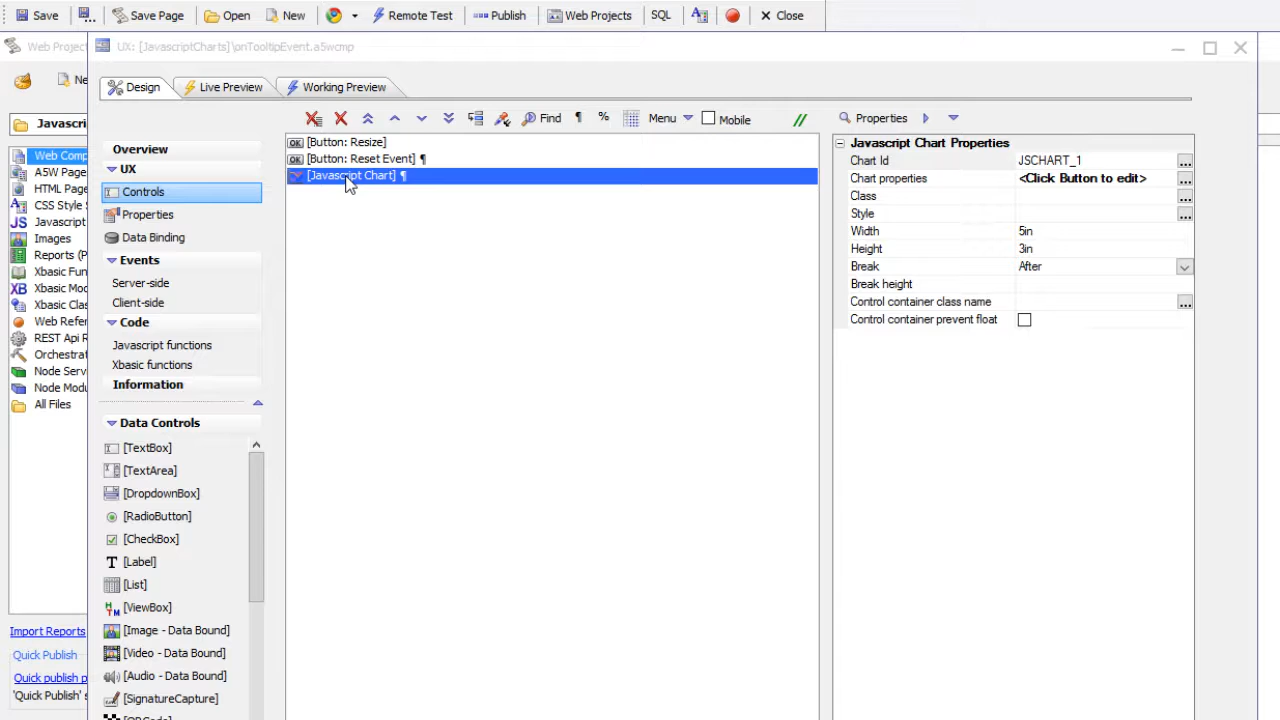 Save Save Page Open New Remote Test Publish Web Projects SQL Close
Web Projec UX: [JavascriptCharts]\onTooltipEvent.a5wcmp
Ne Design Live Preview Working Preview
Find ¶ % Menu Mobile // Properties
Javascri
Web Comp
A5W Page
HTML Page
CSS Style
Javascript
Images
Reports (P
Xbasic Fun
Xbasic Mod
Xbasic Clas
Web Refer
REST Api R
Orchestra
Node Serv
Node Modu
All Files
Import Reports
Quick Publish
Quick publish p
'Quick Publish' s
Overview
UX
Controls
Properties
Data Binding
Events
Server-side
Client-side
Code
Javascript functions
Xbasic functions
Information
Data Controls
[TextBox]
[TextArea]
[DropdownBox]
[RadioButton]
[CheckBox]
[Label]
[List]
[ViewBox]
[Image - Data Bound]
[Video - Data Bound]
[Audio - Data Bound]
[SignatureCapture]
[Button: Resize]
[Button: Reset Event] ¶
[Javascript Chart] ¶
Javascript Chart Properties
Chart Id JSCHART_1 ...
Chart properties <Click Button to edit> ...
Class ...
Style ...
Width 5in
Height 3in
Break After
Break height
Control container class name ...
Control container prevent float